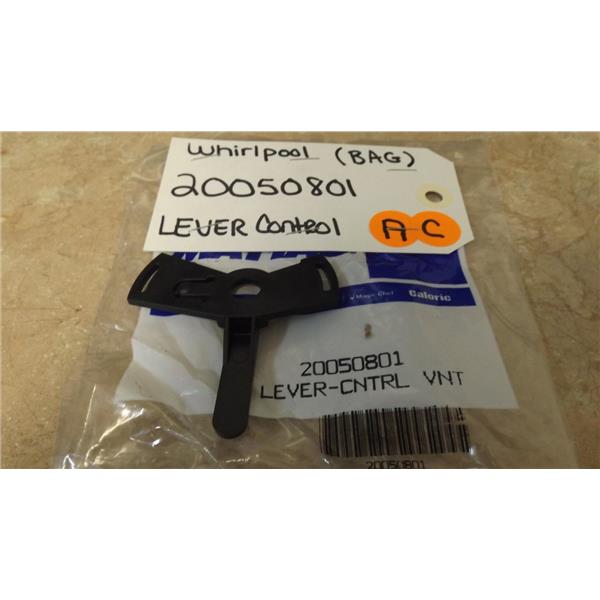 Whirlpool (BAG)
20050801
LEVER Control A-C
Magic Chef Caloric
20050801
LEVER-CNTRL VNT
20050801